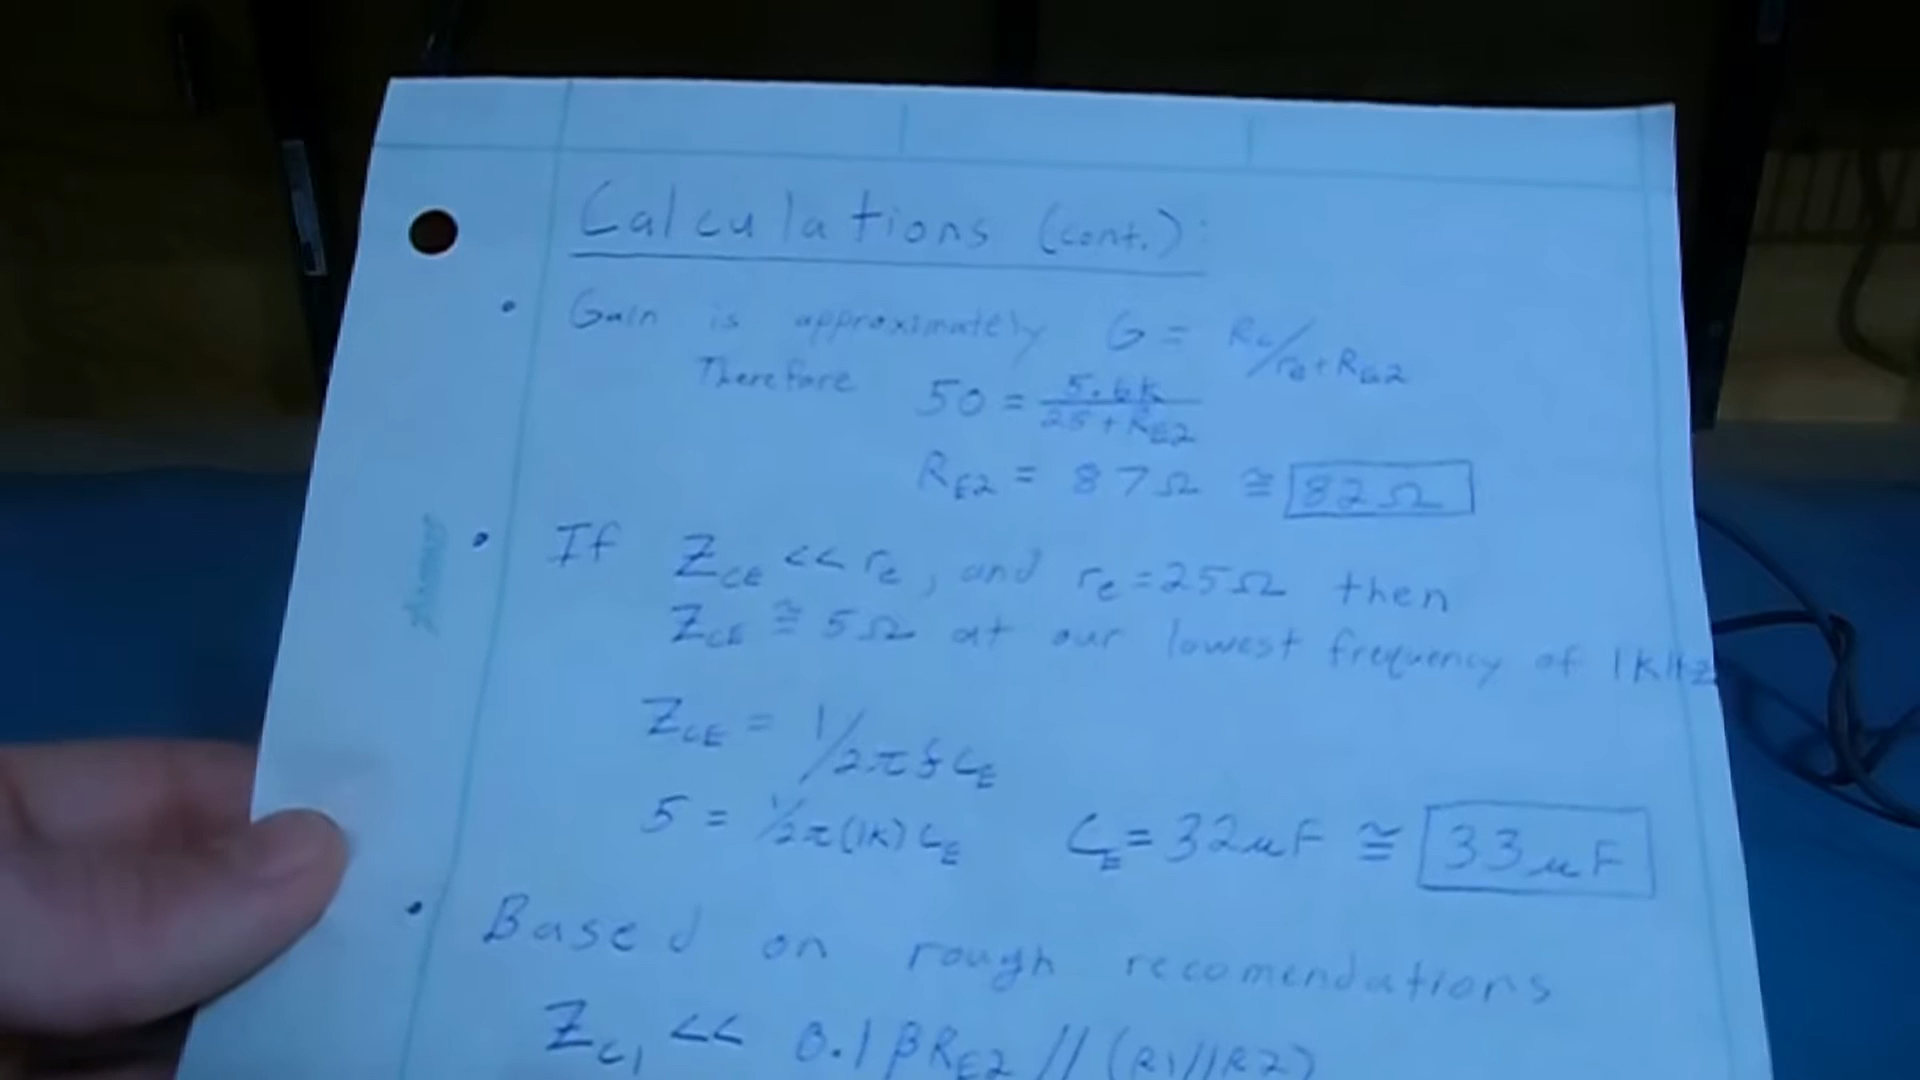 Calculations (cont.):
• Gain is approximately G = Rc/re+RE2
Therefore 50 = 5.6k/25+RE2
RE2 = 87Ω ≅ 82Ω
• If ZCE << re, and re=25Ω then
ZCE ≅ 5Ω at our lowest frequency of 1kHz
ZCE = 1/2πfCE
5 = 1/2π(1k)CE CE=32uF ≅ 33uF
• Based on rough recomendations
ZC1 << 0.1βRE2//(R1//R2)